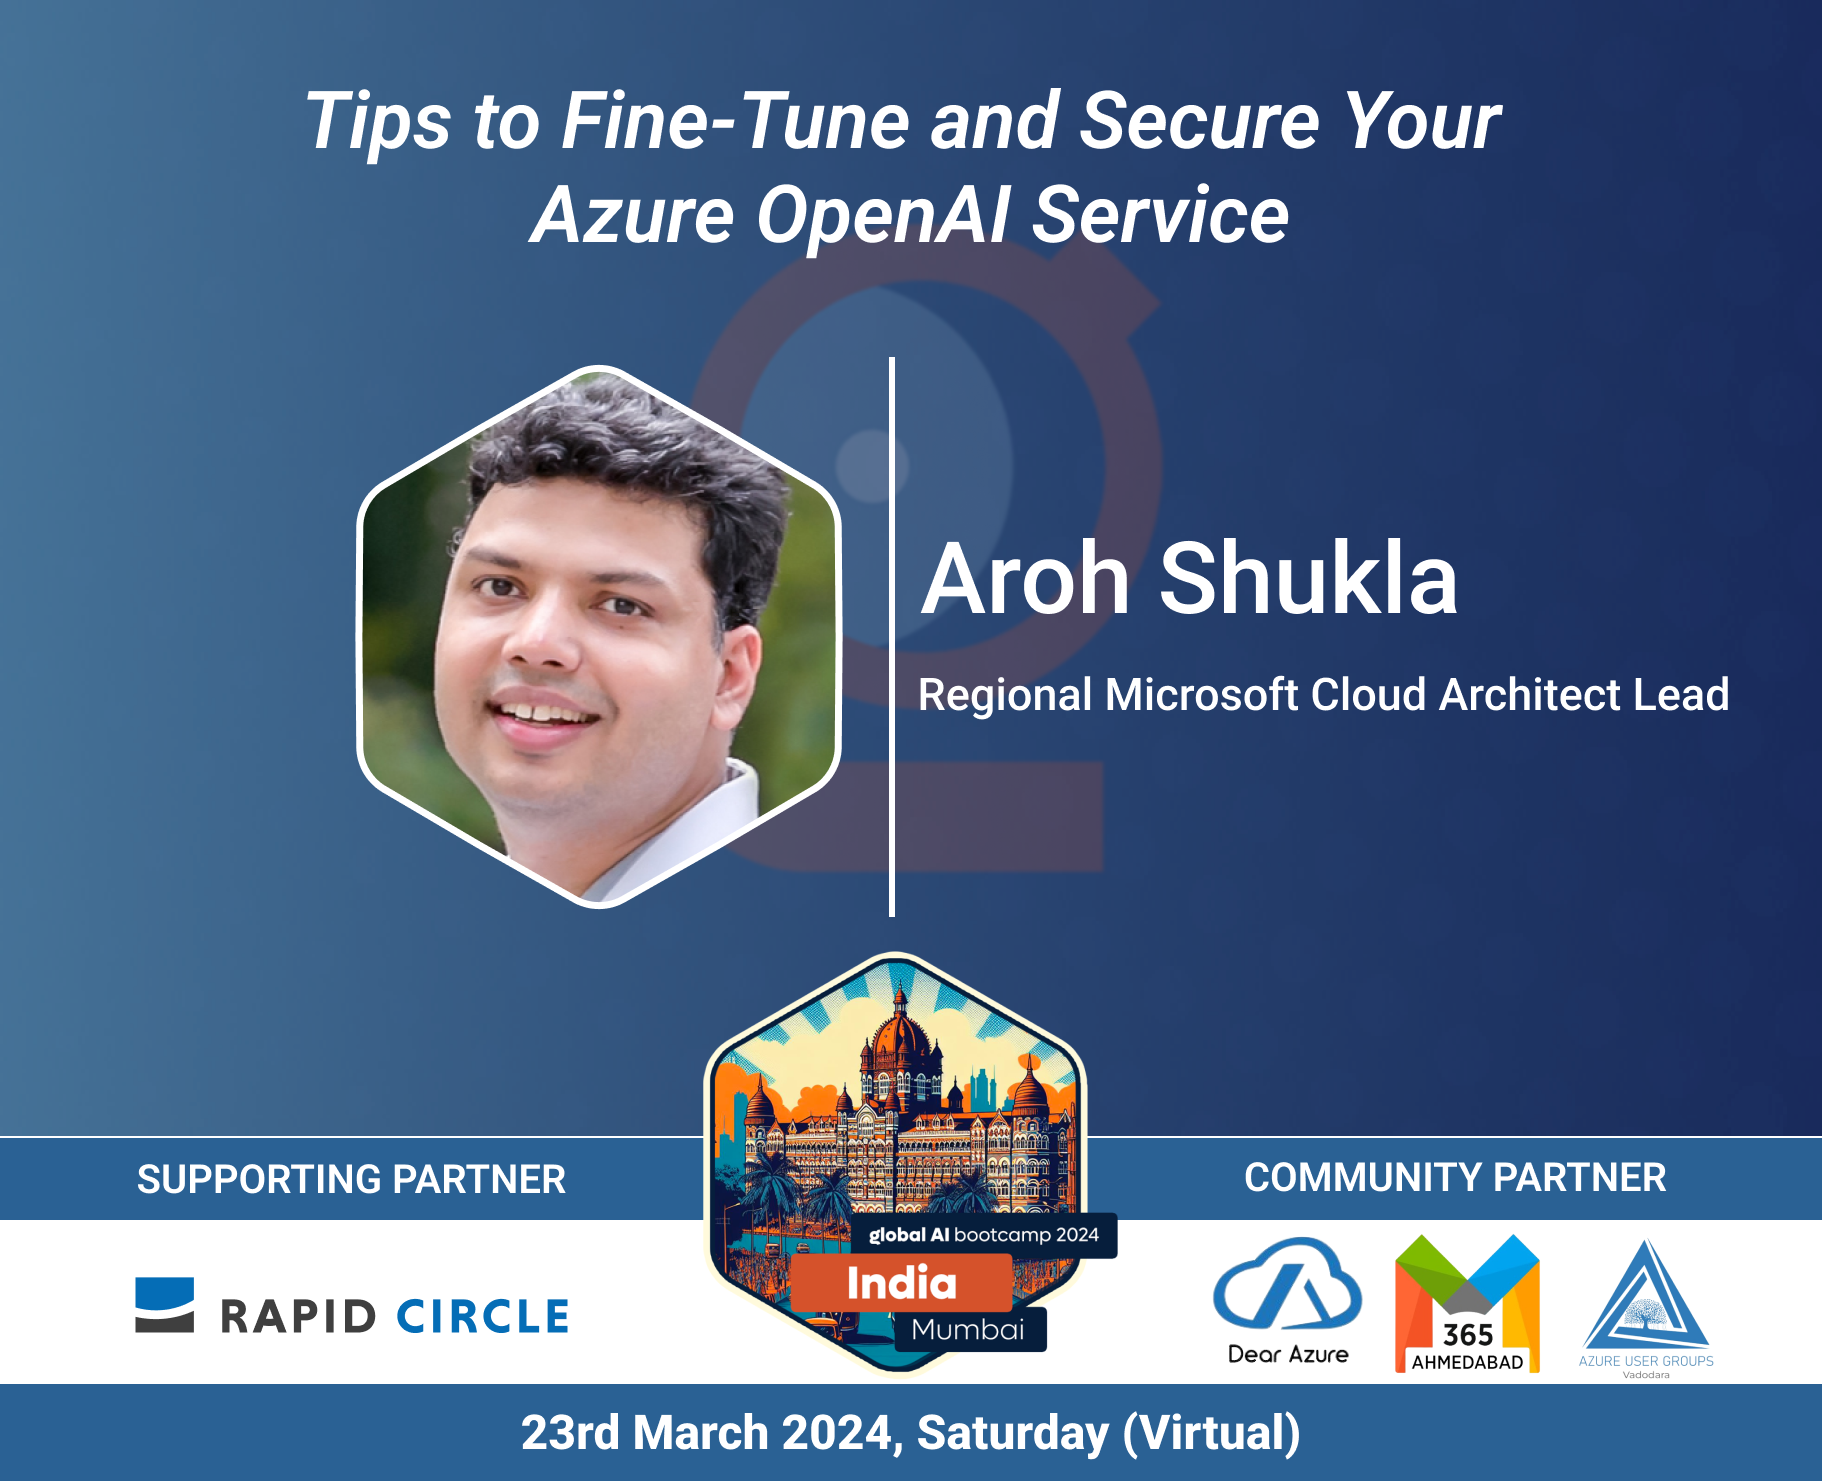 Tips to Fine-Tune and Secure Your
Azure OpenAI Service
Aroh Shukla
Regional Microsoft Cloud Architect Lead
SUPPORTING PARTNER
RAPID CIRCLE
global AI bootcamp 2024
India
Mumbai
COMMUNITY PARTNER
Dear Azure
365
AHMEDABAD
AZURE USER GROUPS
Vadodara
23rd March 2024, Saturday (Virtual)